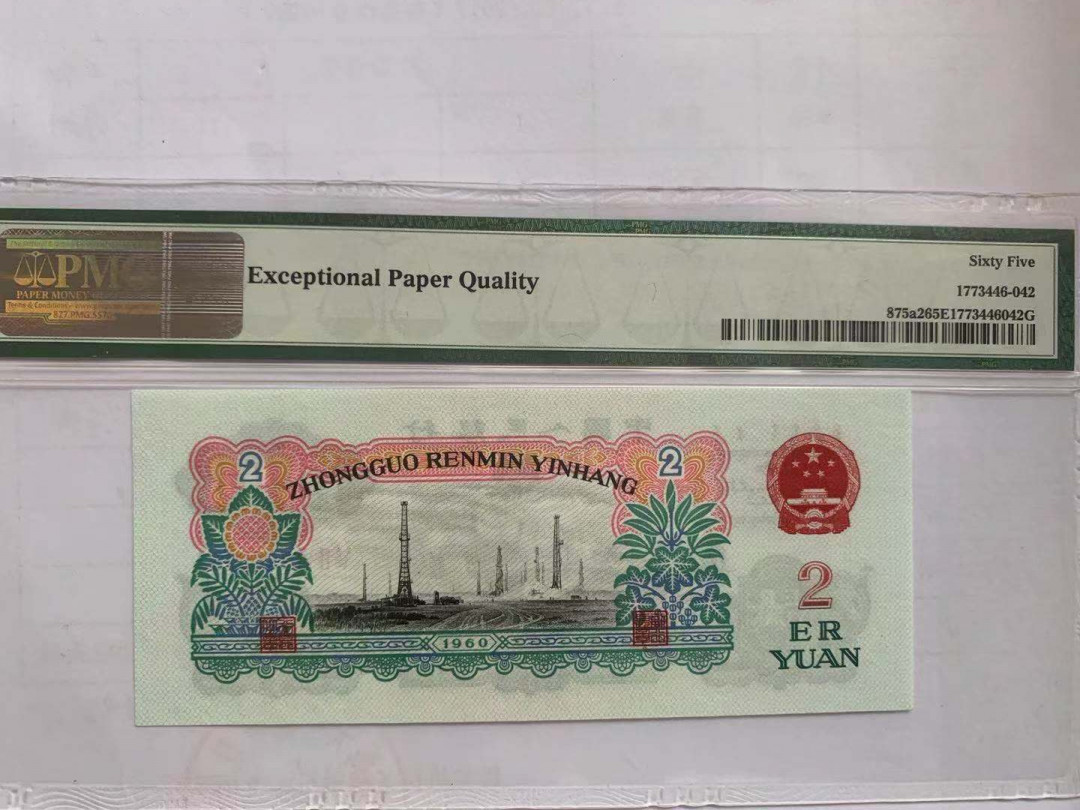 PMG
PAPER MONEY
Exceptional Paper Quality
Sixty Five
1773446-042
875a265E1773446042G
2
ZHONGGUO RENMIN YINHANG
2
1960
2
ER
YUAN